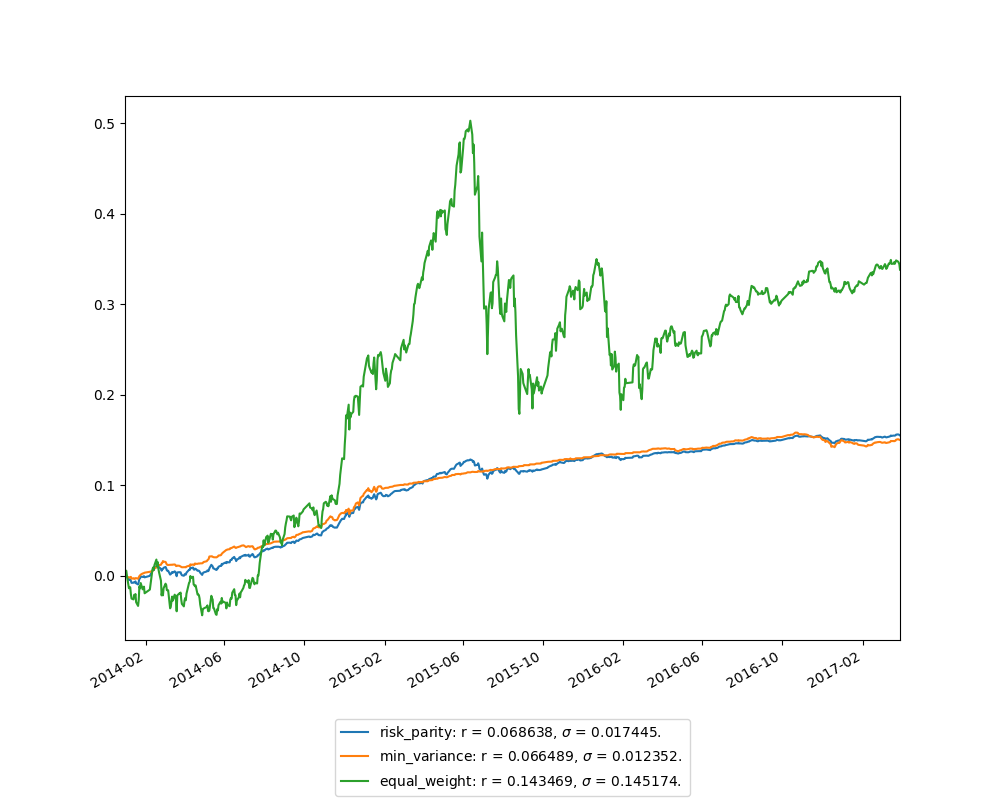 0.5
0.4
0.3
0.2
0.1
0.0
2014-02 2014-06 2014-10 2015-02 2015-06 2015-10 2016-02 2016-06 2016-10 2017-02
risk_parity: r = 0.068638, σ = 0.017445.
min_variance: r = 0.066489, σ = 0.012352.
equal_weight: r = 0.143469, σ = 0.145174.